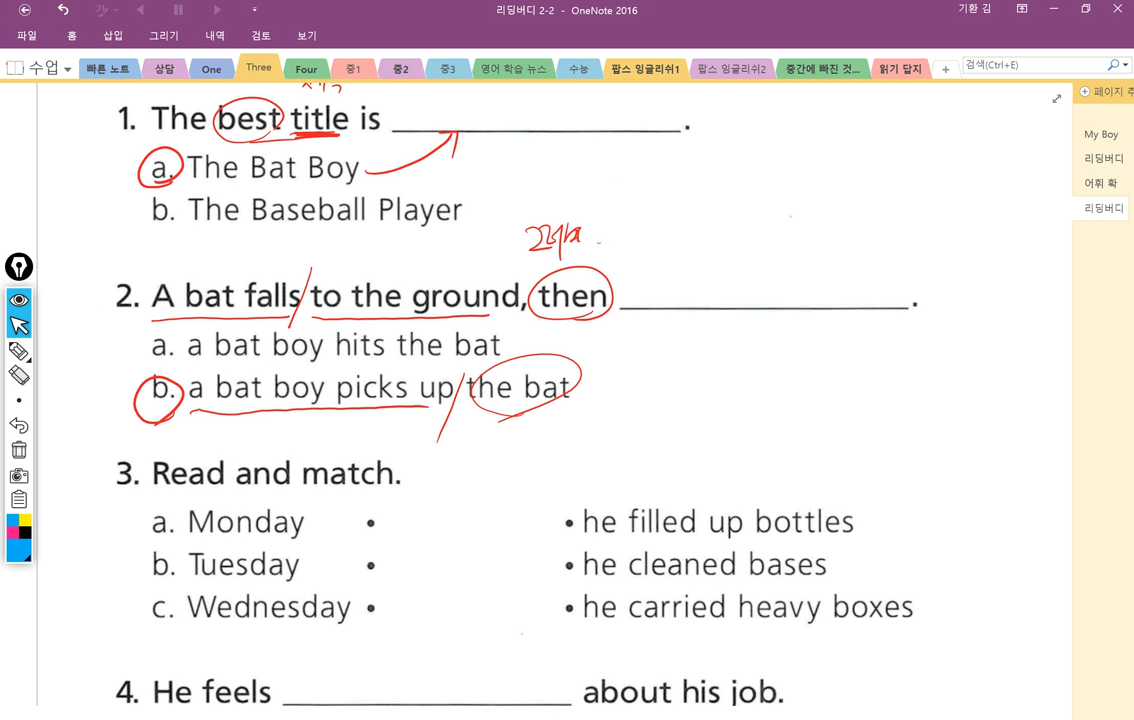 리딩버디 2-2 - OneNote 2016
기환 김
파일 홈 삽입 그리기 내역 검토 보기
수업 빠른 노트 상담 One Three Four 중1 중2 중3 영어 학습 뉴스 수능 팝스 잉글리쉬1 팝스 잉글리쉬2 중간에 빠진 것... 읽기 답지 검색(Ctrl+E)
페이지 추
My Boy
리딩버디
어휘 확
리딩버디
1. The best title is ____.
a. The Bat Boy
b. The Baseball Player
2. A bat falls to the ground, then ____.
a. a bat boy hits the bat
b. a bat boy picks up the bat
3. Read and match.
a. Monday • • he filled up bottles
b. Tuesday • • he cleaned bases
c. Wednesday • • he carried heavy boxes
4. He feels ____ about his job.